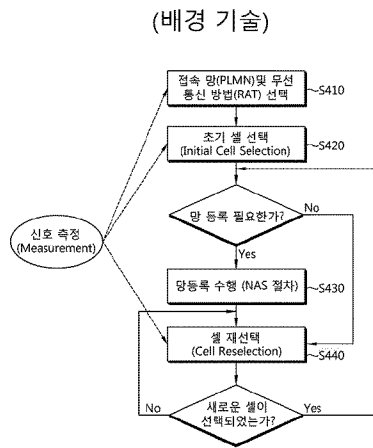 (배경 기술)
접속 망(PLMN)및 무선
통신 방법(RAT) 선택
S410
초기 셀 선택
(Initial Cell Selection)
S420
망 등록 필요한가?
No
신호 측정
(Measurement)
Yes
망등록 수행 (NAS 절차)
S430
셀 재선택
(Cell Reselection)
S440
새로운 셀이
선택되었는가?
No
Yes